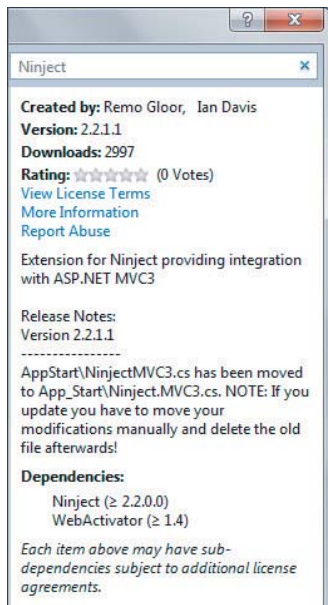 Ninject
Created by: Remo Gloor, Ian Davis
Version: 2.2.1.1
Downloads: 2997
Rating: (0 Votes)
View License Terms
More Information
Report Abuse
Extension for Ninject providing integration
with ASP.NET MVC3
Release Notes:
Version 2.2.1.1
----------------
AppStart\NinjectMVC3.cs has been moved
to App_Start\Ninject.MVC3.cs. NOTE: If you
update you have to move your
modifications manually and delete the old
file afterwards!
Dependencies:
Ninject (≥ 2.2.0.0)
WebActivator (≥ 1.4)
Each item above may have sub-
dependencies subject to additional license
agreements.